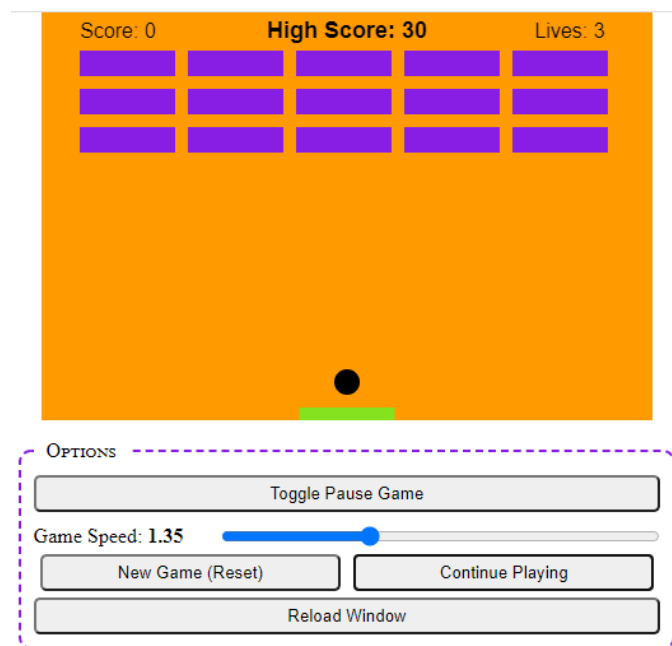 Score: 0 High Score: 30 Lives: 3
Options
Toggle Pause Game
Game Speed: 1.35
New Game (Reset) Continue Playing
Reload Window